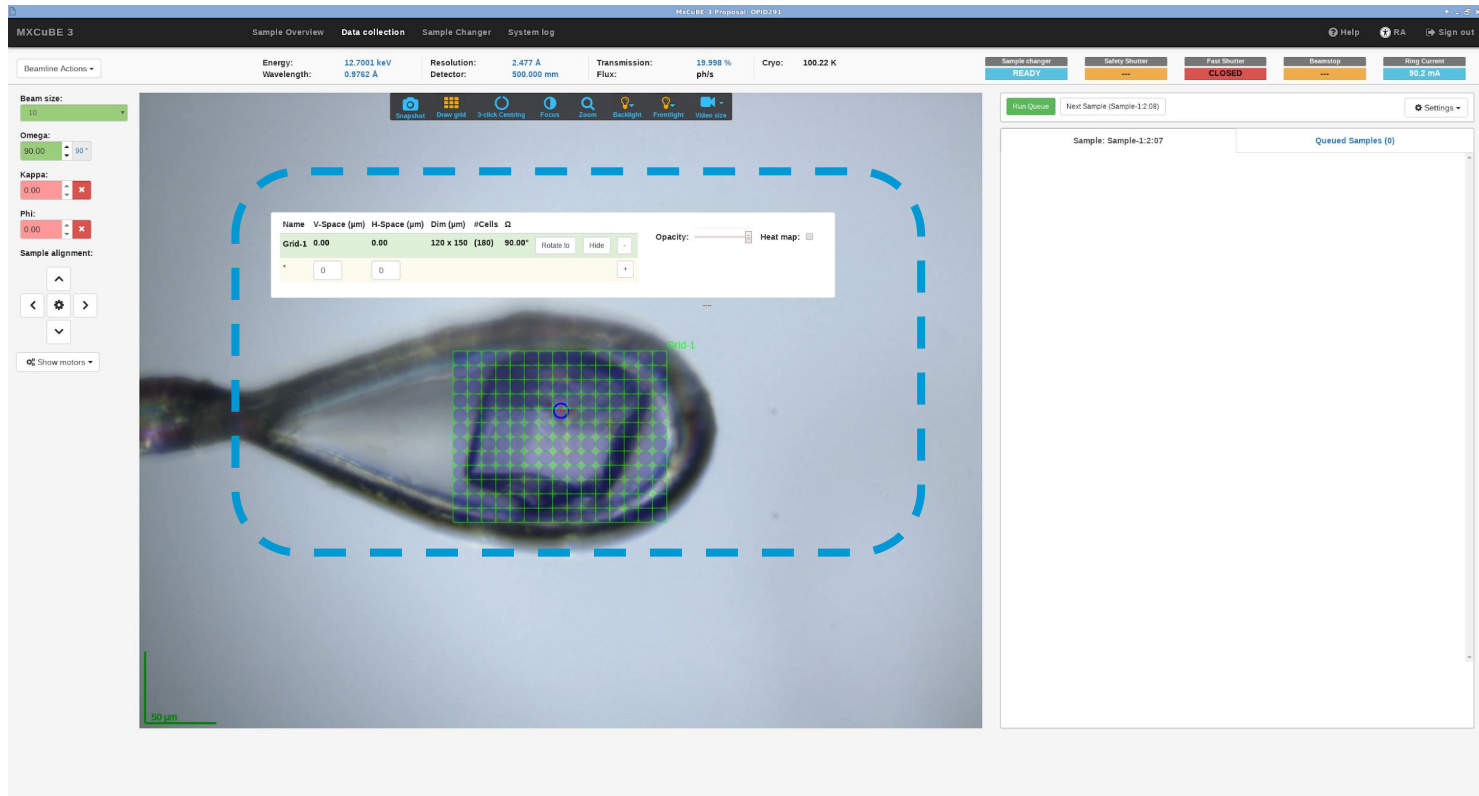 MxCuBE-3 Proposal: OPID291
MXCuBE 3 Sample Overview Data collection Sample Changer System log Help RA Sign out
Beamline Actions
Energy: 12.7001 keV Resolution: 2.477 Å Transmission: 19.998 % Cryo: 100.22 K
Wavelength: 0.9762 Å Detector: 500.000 mm Flux: ph/s
Sample changer Safety Shutter Fast Shutter Beamstop Ring Current
READY --- CLOSED --- 90.2 mA
Beam size:
10
Omega:
90.00 90 °
Kappa:
0.00
Phi:
0.00
Sample alignment:
Show motors
Snapshot Draw grid 3-click Centring Focus Zoom Backlight Frontlight Video size
Name V-Space (µm) H-Space (µm) Dim (µm) #Cells Ω
Grid-1 0.00 0.00 120 x 150 (180) 90.00° Rotate to Hide -
* 0 0 +
Opacity: Heat map:
Grid-1
50 µm
Run Queue Next Sample (Sample-1:2:08) Settings
Sample: Sample-1:2:07 Queued Samples (0)